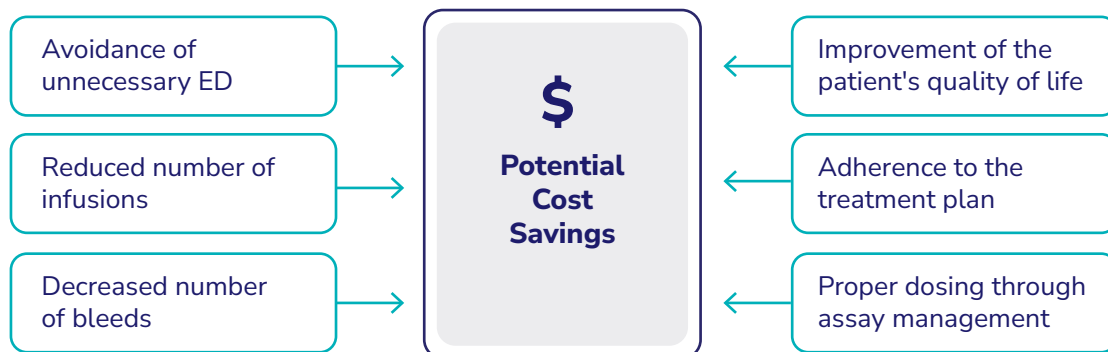 Avoidance of
unnecessary ED
Reduced number of
infusions
Decreased number
of bleeds
$
Potential
Cost
Savings
Improvement of the
patient's quality of life
Adherence to the
treatment plan
Proper dosing through
assay management